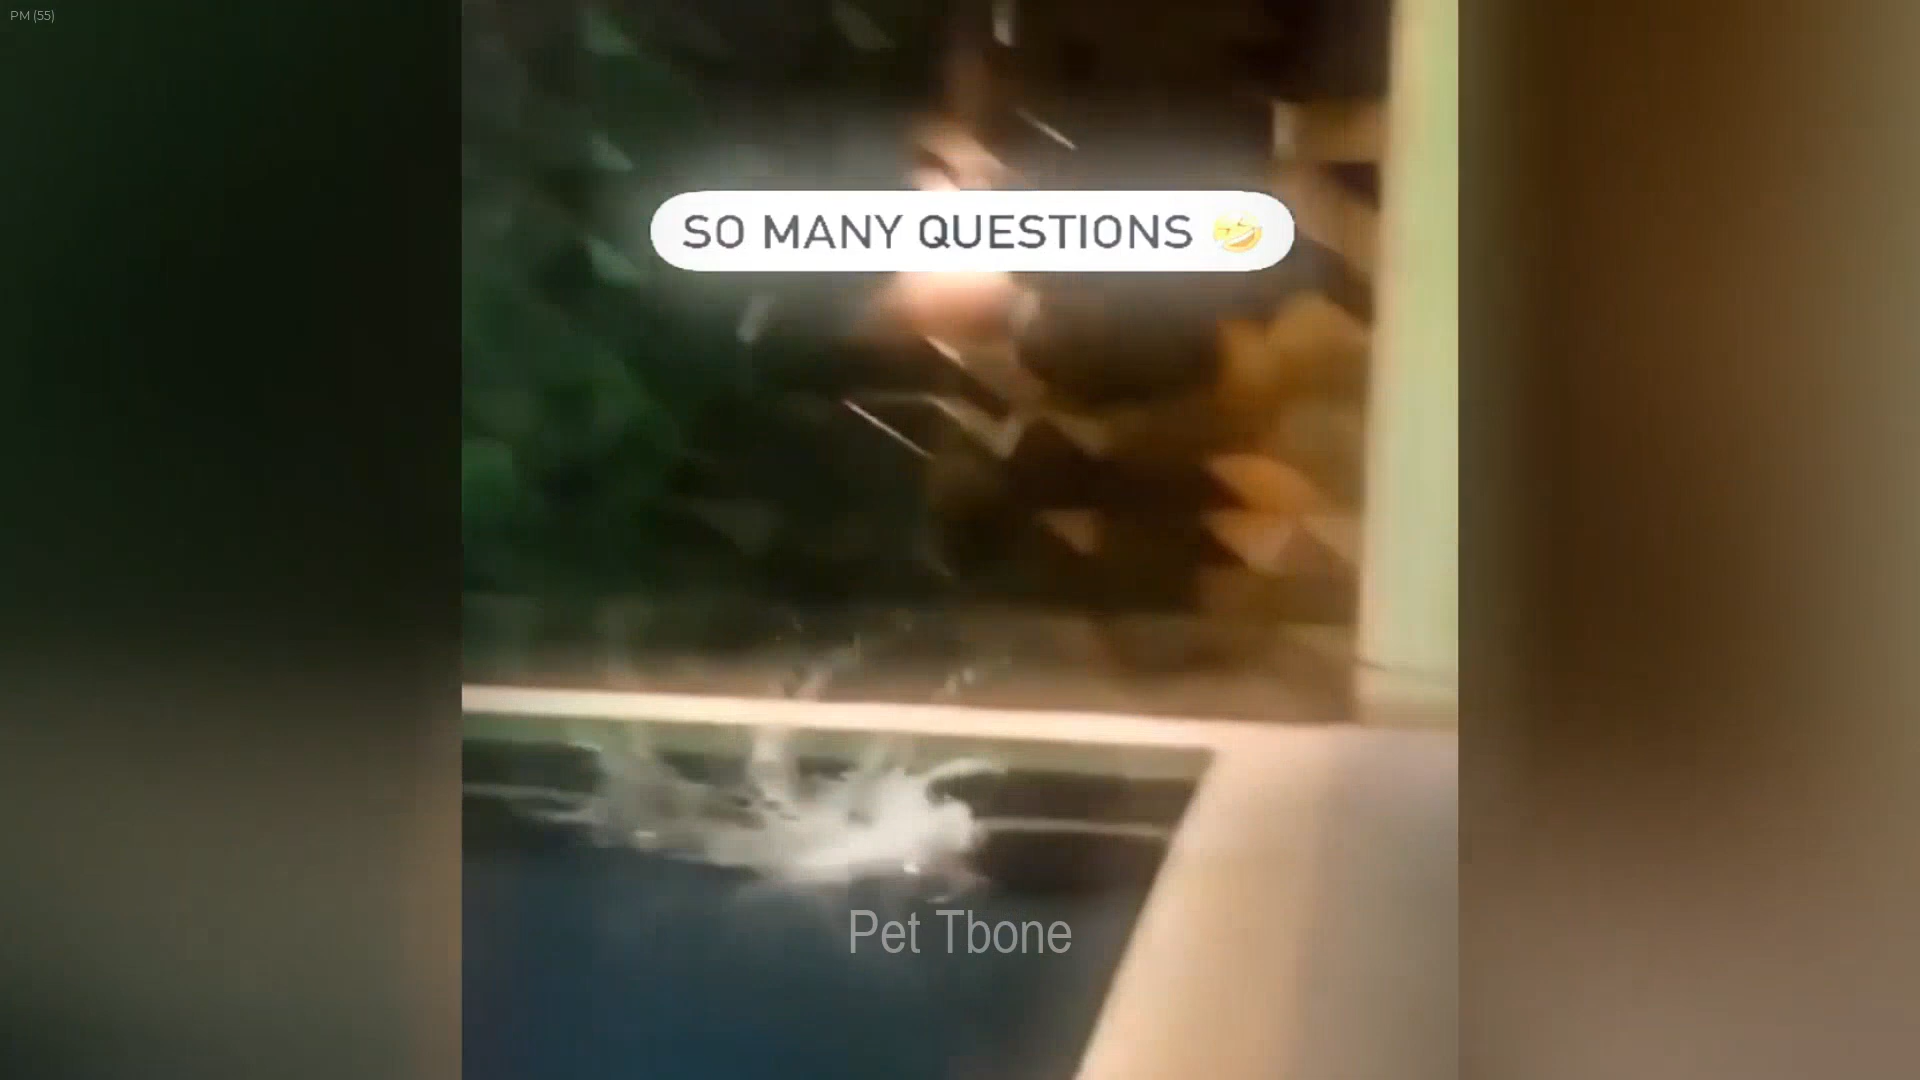 PM (55)
SO MANY QUESTIONS 🤣
Pet Tbone